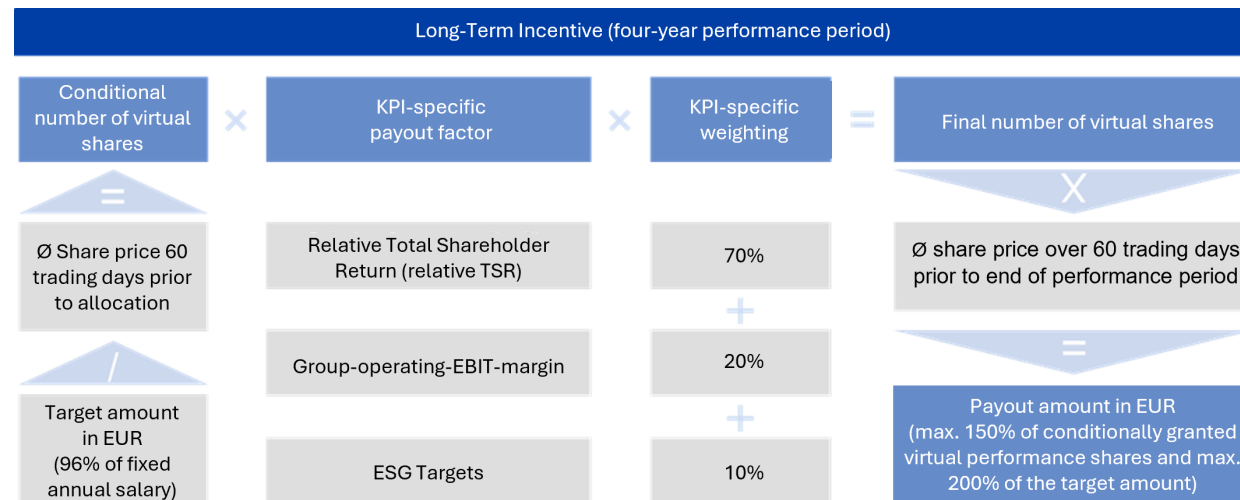 Long-Term Incentive (four-year performance period)
Conditional
number of virtual
shares
×
KPI-specific
payout factor
×
KPI-specific
weighting
=
Final number of virtual shares
=
X
Ø Share price 60
trading days prior
to allocation
Relative Total Shareholder
Return (relative TSR)
70%
Ø share price over 60 trading days
prior to end of performance period
+
/
Group-operating-EBIT-margin
20%
=
+
Target amount
in EUR
(96% of fixed
annual salary)
ESG Targets
10%
Payout amount in EUR
(max. 150% of conditionally granted
virtual performance shares and max.
200% of the target amount)